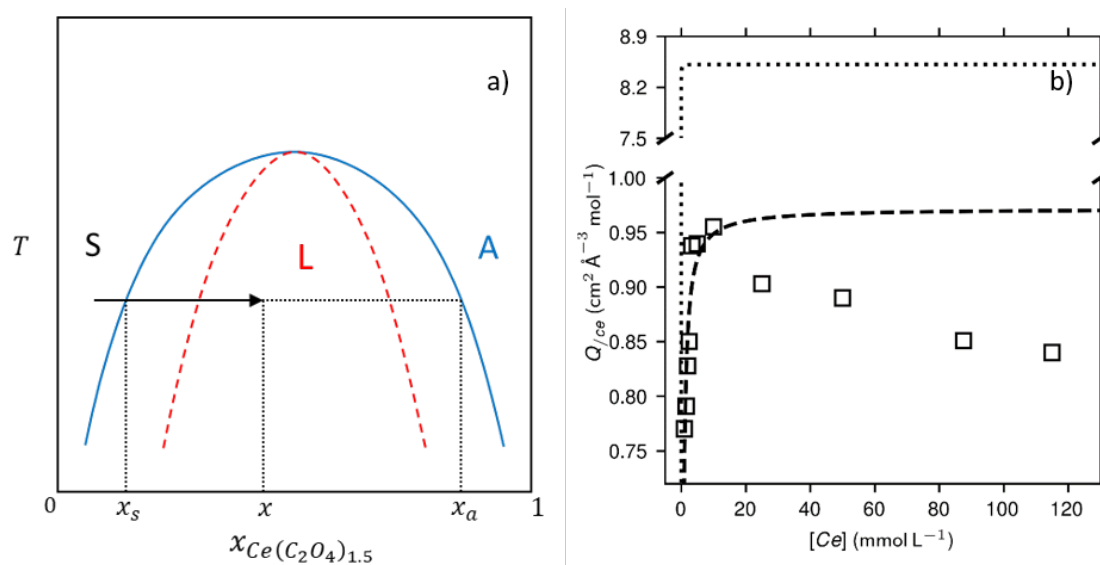 a)
S
L
A
T
0
x_s
x
x_a
1
x_{Ce(C_2O_4)_{1.5}}
b)
8.9
8.2
7.5
1.00
0.95
0.90
0.85
0.80
0.75
Q_{/ce} (cm² Å⁻³ mol⁻¹)
0 20 40 60 80 100 120
[Ce] (mmol L⁻¹)